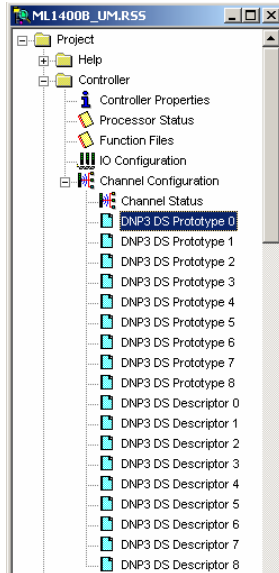 ML1400B_UM.RSS
Project
Help
Controller
Controller Properties
Processor Status
Function Files
IO Configuration
Channel Configuration
Channel Status
DNP3 DS Prototype 0
DNP3 DS Prototype 1
DNP3 DS Prototype 2
DNP3 DS Prototype 3
DNP3 DS Prototype 4
DNP3 DS Prototype 5
DNP3 DS Prototype 6
DNP3 DS Prototype 7
DNP3 DS Prototype 8
DNP3 DS Descriptor 0
DNP3 DS Descriptor 1
DNP3 DS Descriptor 2
DNP3 DS Descriptor 3
DNP3 DS Descriptor 4
DNP3 DS Descriptor 5
DNP3 DS Descriptor 6
DNP3 DS Descriptor 7
DNP3 DS Descriptor 8